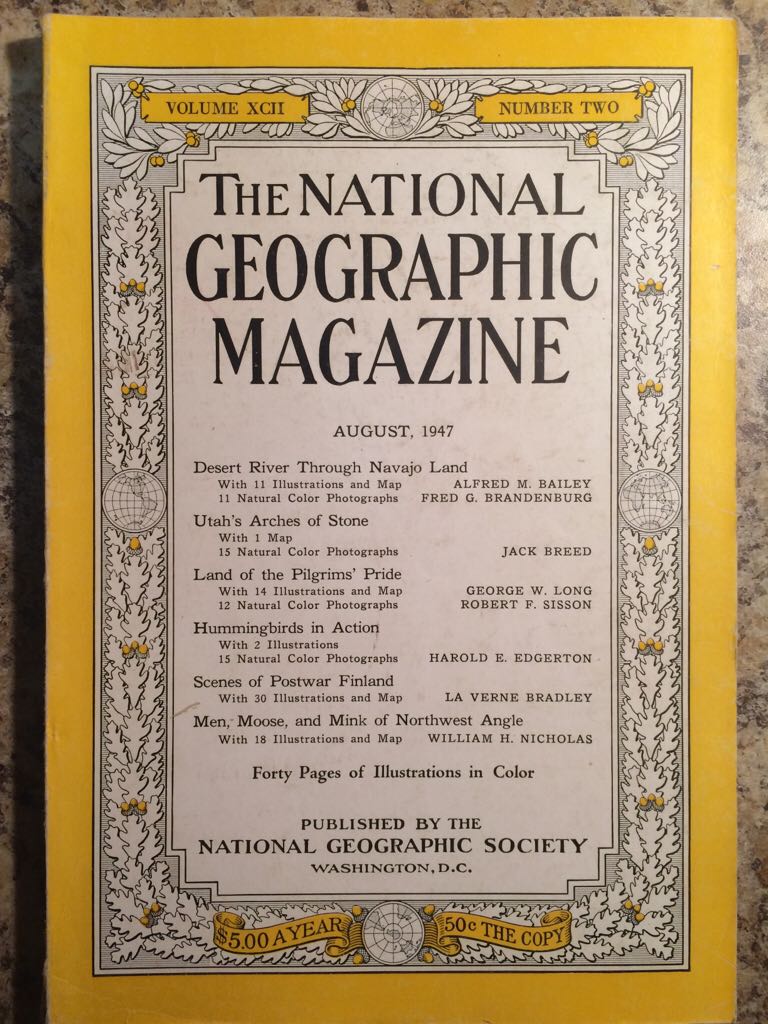 VOLUME XCII NUMBER TWO
THE NATIONAL
GEOGRAPHIC
MAGAZINE
AUGUST, 1947
Desert River Through Navajo Land
With 11 Illustrations and Map ALFRED M. BAILEY
11 Natural Color Photographs FRED G. BRANDENBURG
Utah's Arches of Stone
With 1 Map
15 Natural Color Photographs JACK BREED
Land of the Pilgrims' Pride
With 14 Illustrations and Map GEORGE W. LONG
12 Natural Color Photographs ROBERT F. SISSON
Hummingbirds in Action
With 2 Illustrations
15 Natural Color Photographs HAROLD E. EDGERTON
Scenes of Postwar Finland
With 30 Illustrations and Map LA VERNE BRADLEY
Men, Moose, and Mink of Northwest Angle
With 18 Illustrations and Map WILLIAM H. NICHOLAS
Forty Pages of Illustrations in Color
PUBLISHED BY THE
NATIONAL GEOGRAPHIC SOCIETY
WASHINGTON, D.C.
$5.00 A YEAR 50c THE COPY